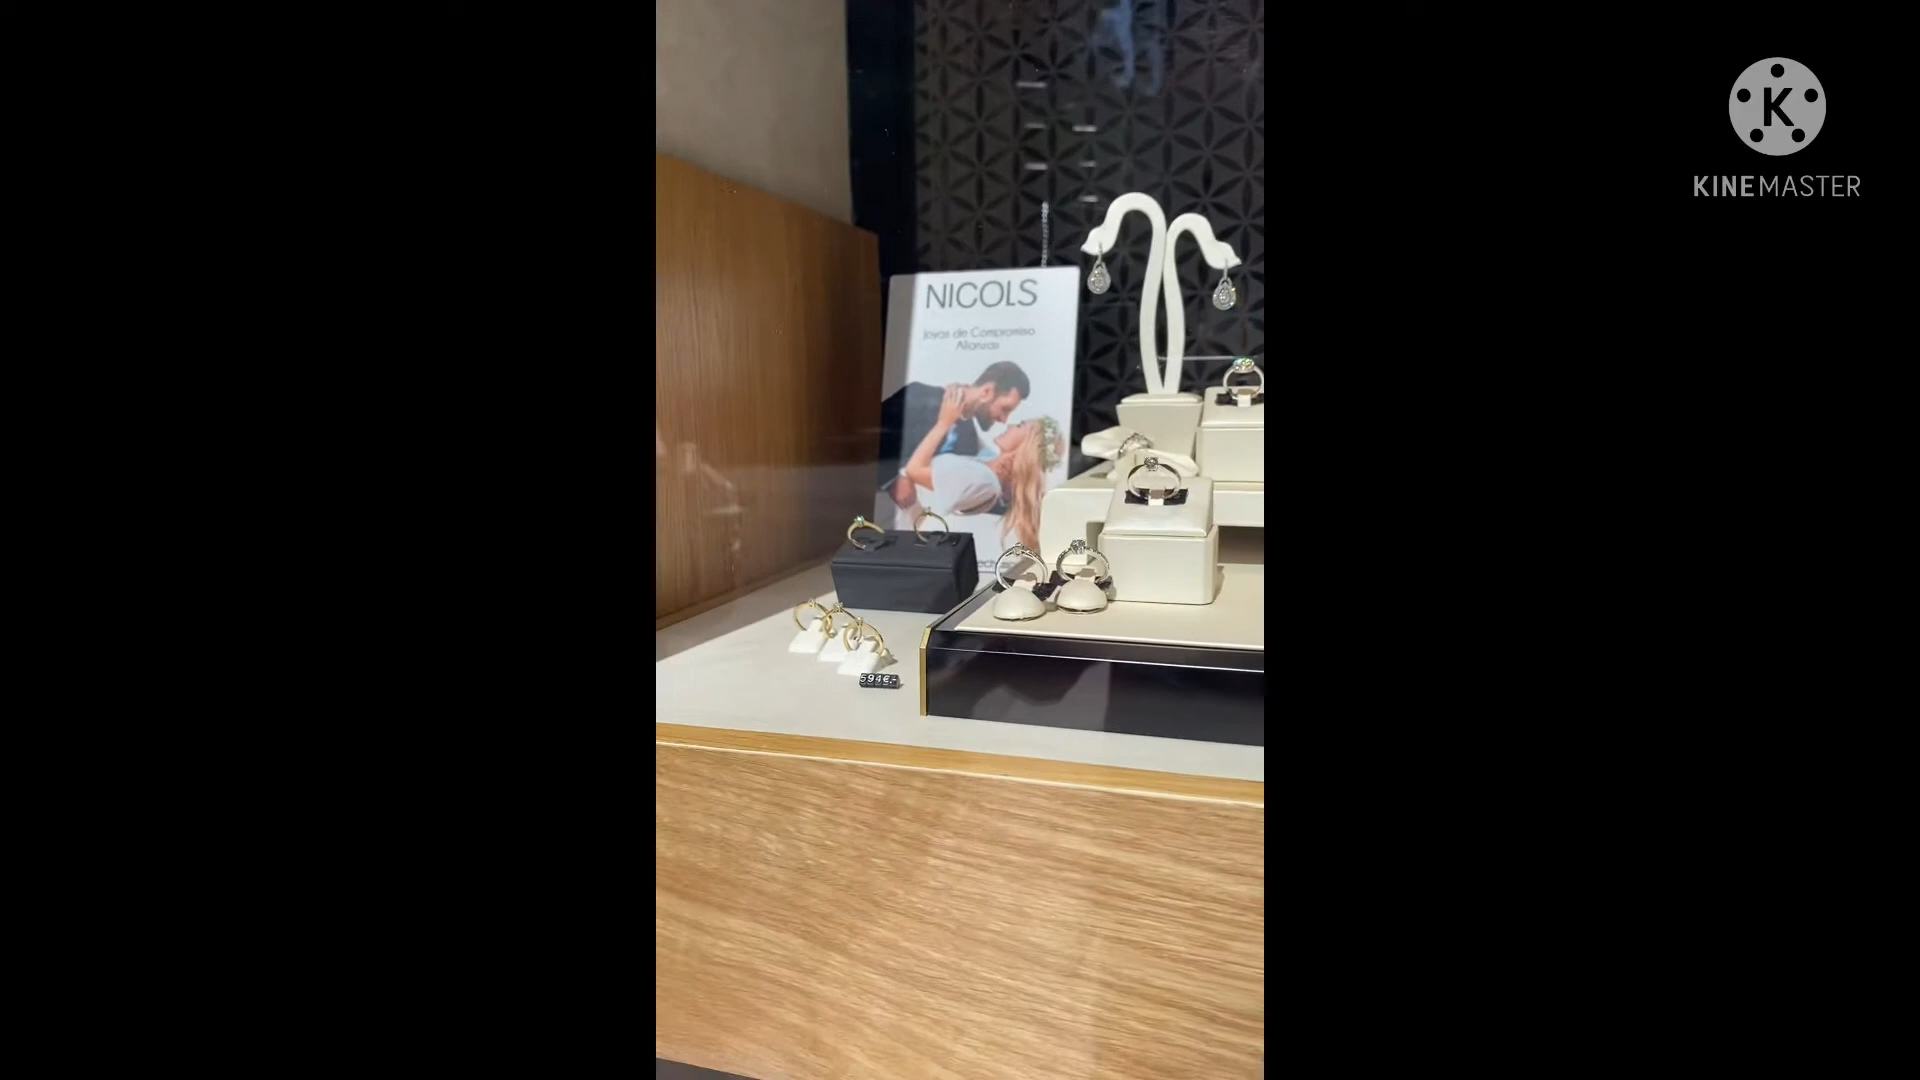 NICOLS
Joyas de Compromiso
Alianzas
594€.-
K
KINEMASTER